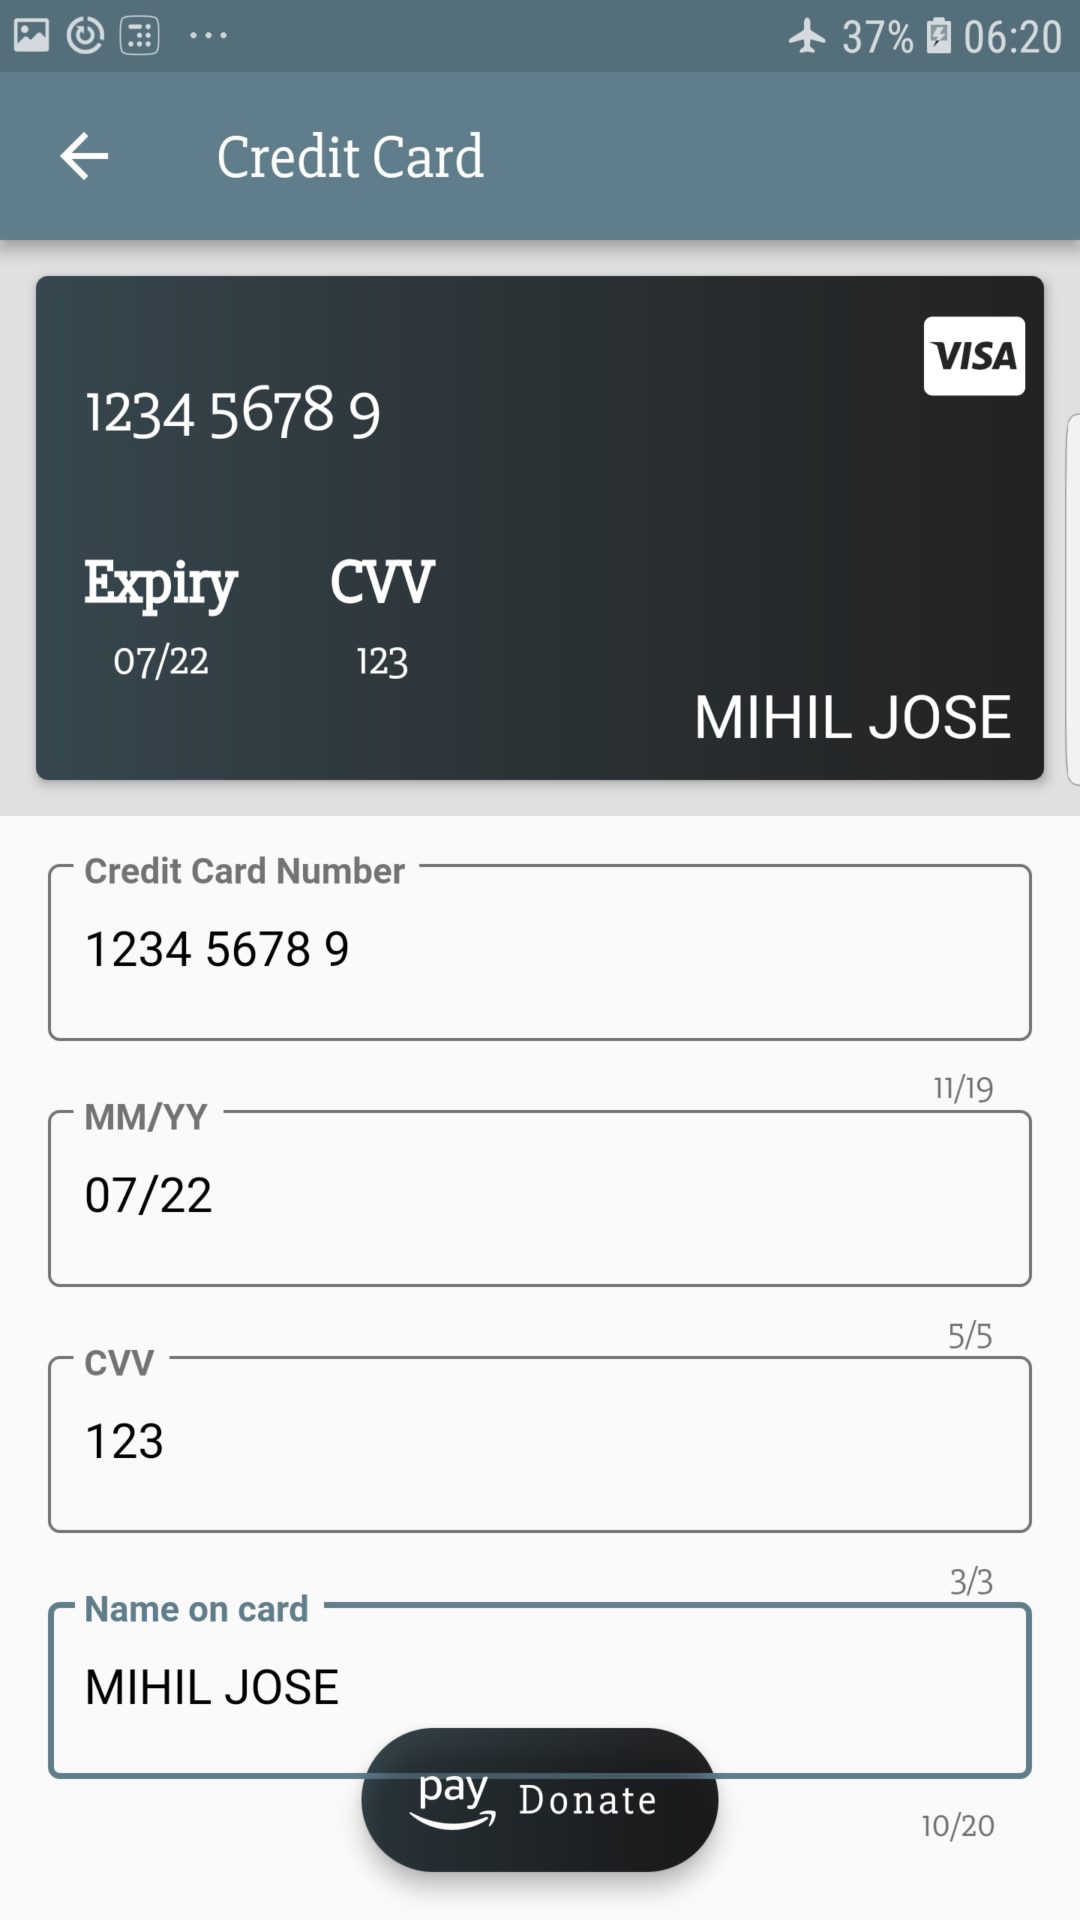 37% 06:20
Credit Card
VISA
1234 5678 9
Expiry CVV
07/22 123
MIHIL JOSE
Credit Card Number
1234 5678 9
11/19
MM/YY
07/22
5/5
CVV
123
3/3
Name on card
MIHIL JOSE
pay Donate
10/20